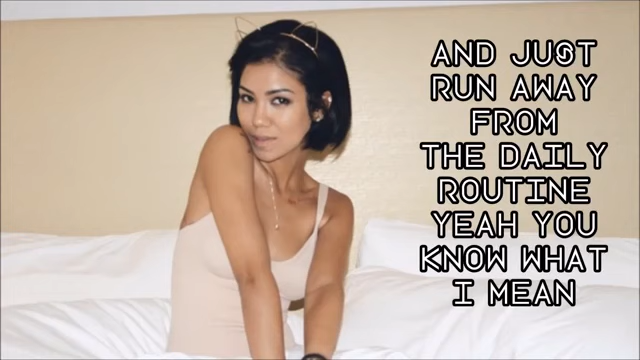 AND JUST
RUN AWAY
FROM
THE DAILY
ROUTINE
YEAH YOU
KNOW WHAT
I MEAN